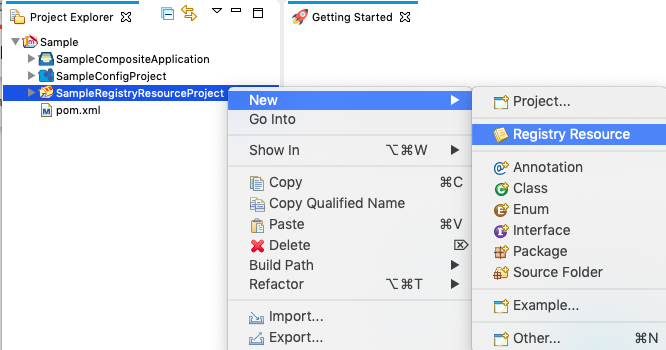 Project Explorer
Getting Started
Sample
SampleCompositeApplication
SampleConfigProject
SampleRegistryResourceProject
pom.xml
New
Go Into
Show In ⌥⌘W
Copy ⌘C
Copy Qualified Name
Paste ⌘V
Delete ⌦
Build Path
Refactor ⌥⌘T
Import...
Export...
Project...
Registry Resource
Annotation
Class
Enum
Interface
Package
Source Folder
Example...
Other... ⌘N